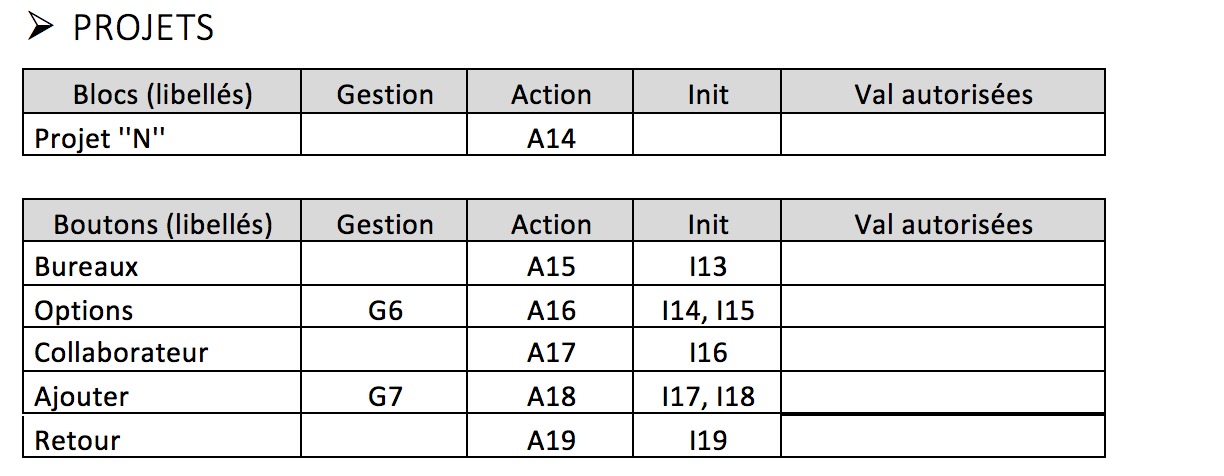 ➢ PROJETS
Blocs (libellés) Gestion Action Init Val autorisées
Projet ''N'' A14
Boutons (libellés) Gestion Action Init Val autorisées
Bureaux A15 I13
Options G6 A16 I14, I15
Collaborateur A17 I16
Ajouter G7 A18 I17, I18
Retour A19 I19